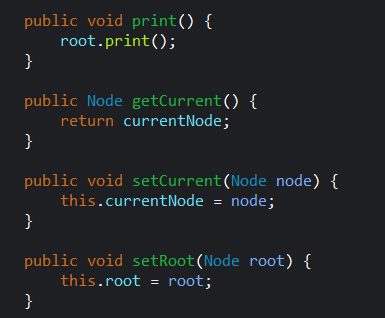 public void print() {
    root.print();
}

public Node getCurrent() {
    return currentNode;
}

public void setCurrent(Node node) {
    this.currentNode = node;
}

public void setRoot(Node root) {
    this.root = root;
}